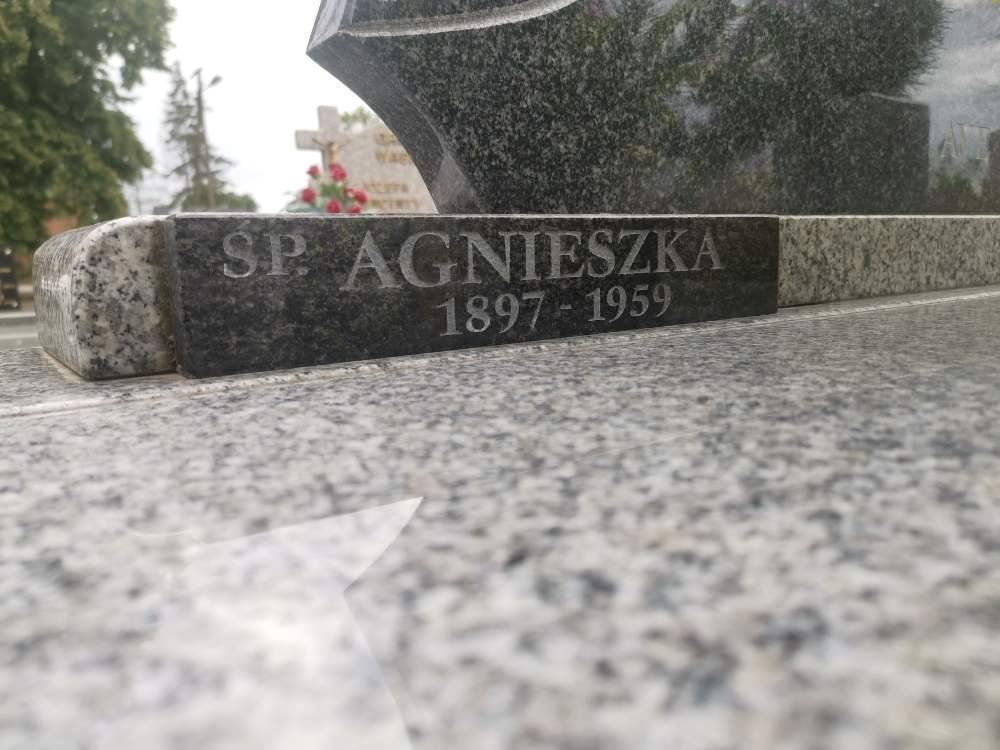 ŚP. AGNIESZKA
1897 - 1959